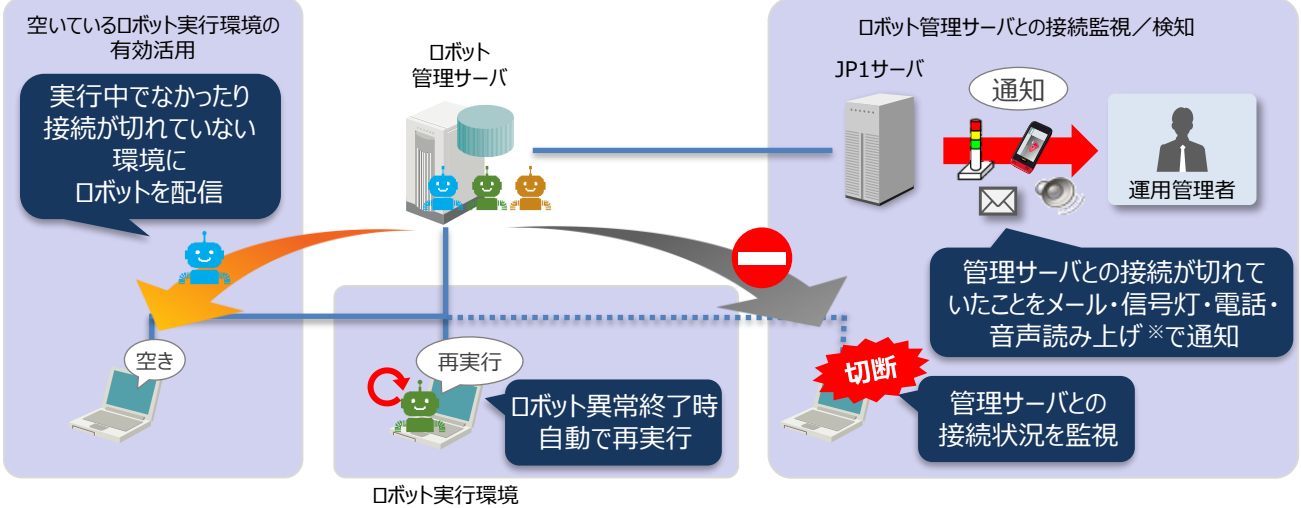 空いているロボット実行環境の
有効活用
実行中でなかったり
接続が切れていない
環境に
ロボットを配信
空き
ロボット
管理サーバ
再実行
ロボット異常終了時
自動で再実行
ロボット実行環境
ロボット管理サーバとの接続監視／検知
JP1サーバ
通知
運用管理者
管理サーバとの接続が切れて
いたことをメール・信号灯・電話・
音声読み上げ※で通知
切断
管理サーバとの
接続状況を監視